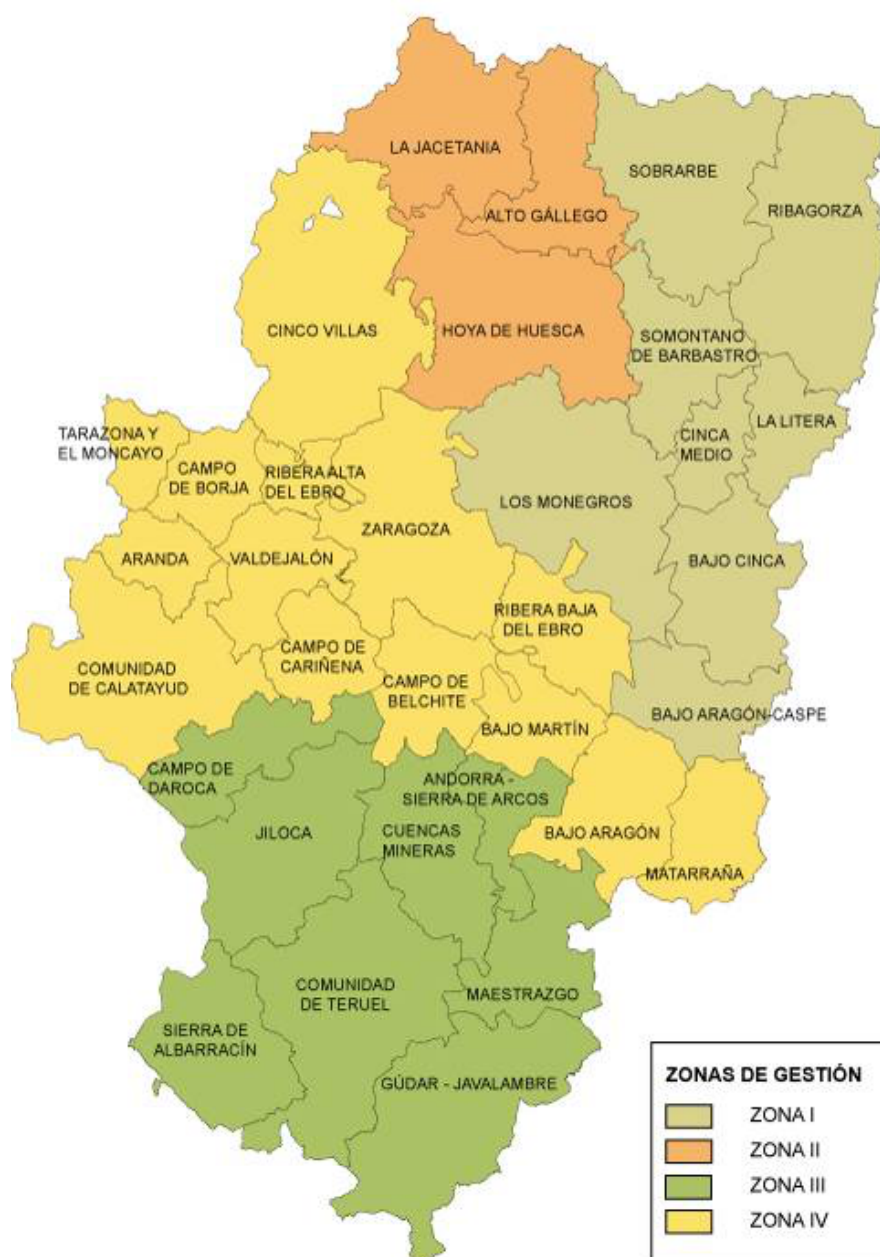 LA JACETANIA
SOBRARBE
ALTO GÁLLEGO
RIBAGORZA
CINCO VILLAS
HOYA DE HUESCA
SOMONTANO
DE BARBASTRO
TARAZONA Y
EL MONCAYO
CAMPO
DE BORJA
RIBERA ALTA
DEL EBRO
CINCA
MEDIO
LA LITERA
LOS MONEGROS
ZARAGOZA
ARANDA
VALDEJALÓN
BAJO CINCA
RIBERA BAJA
DEL EBRO
COMUNIDAD
DE CALATAYUD
CAMPO DE
CARIÑENA
CAMPO DE
BELCHITE
BAJO MARTÍN
BAJO ARAGÓN-CASPE
CAMPO DE
DAROCA
ANDORRA -
SIERRA DE ARCOS
JILOCA
CUENCAS
MINERAS
BAJO ARAGÓN
MATARRAÑA
COMUNIDAD
DE TERUEL
MAESTRAZGO
SIERRA DE
ALBARRACÍN
GÚDAR - JAVALAMBRE
ZONAS DE GESTIÓN
ZONA I
ZONA II
ZONA III
ZONA IV